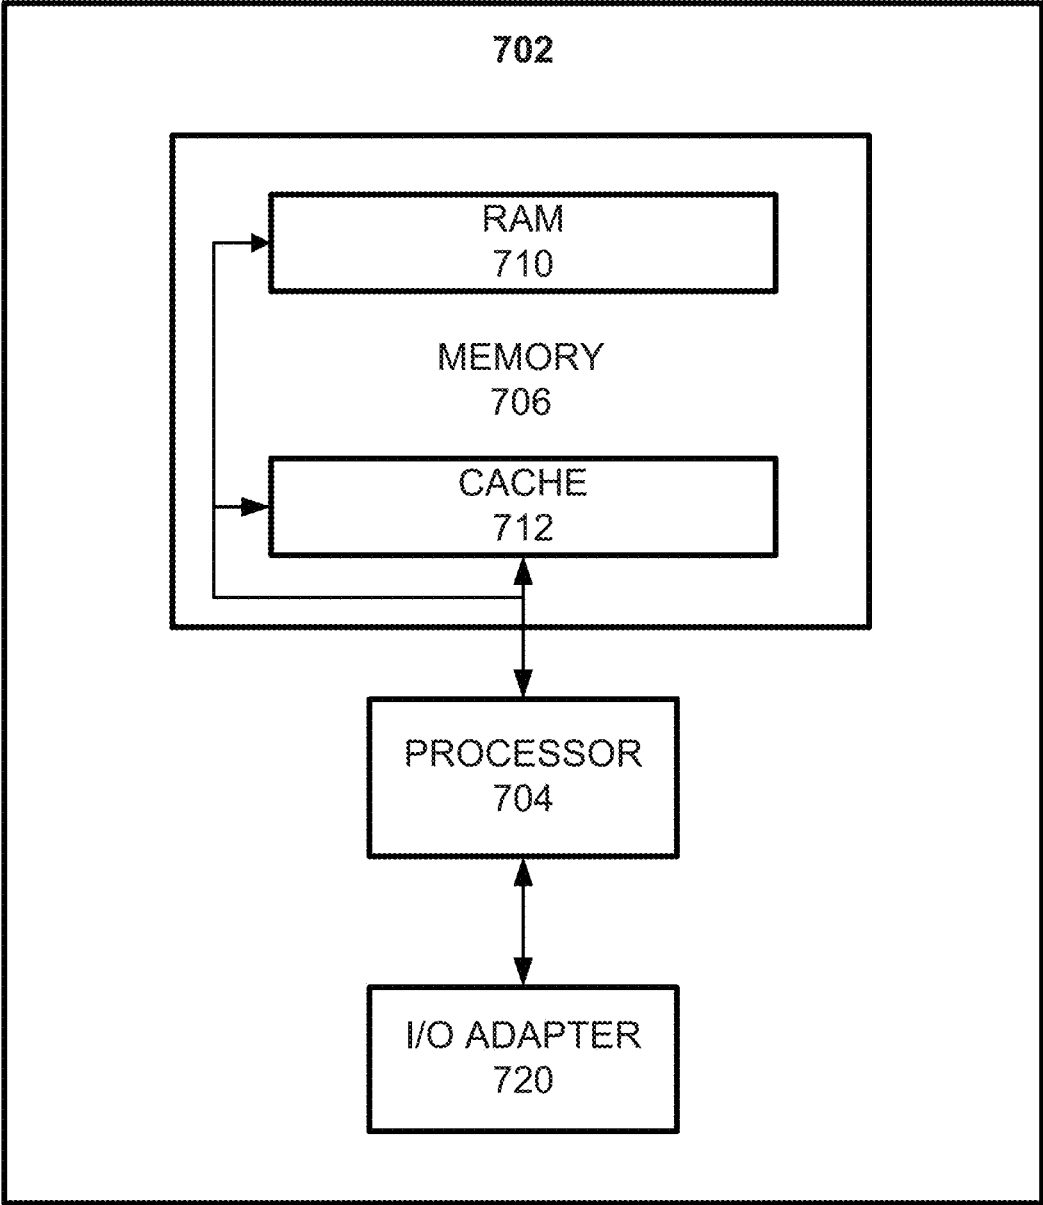 702
RAM
710
MEMORY
706
CACHE
712
PROCESSOR
704
I/O ADAPTER
720